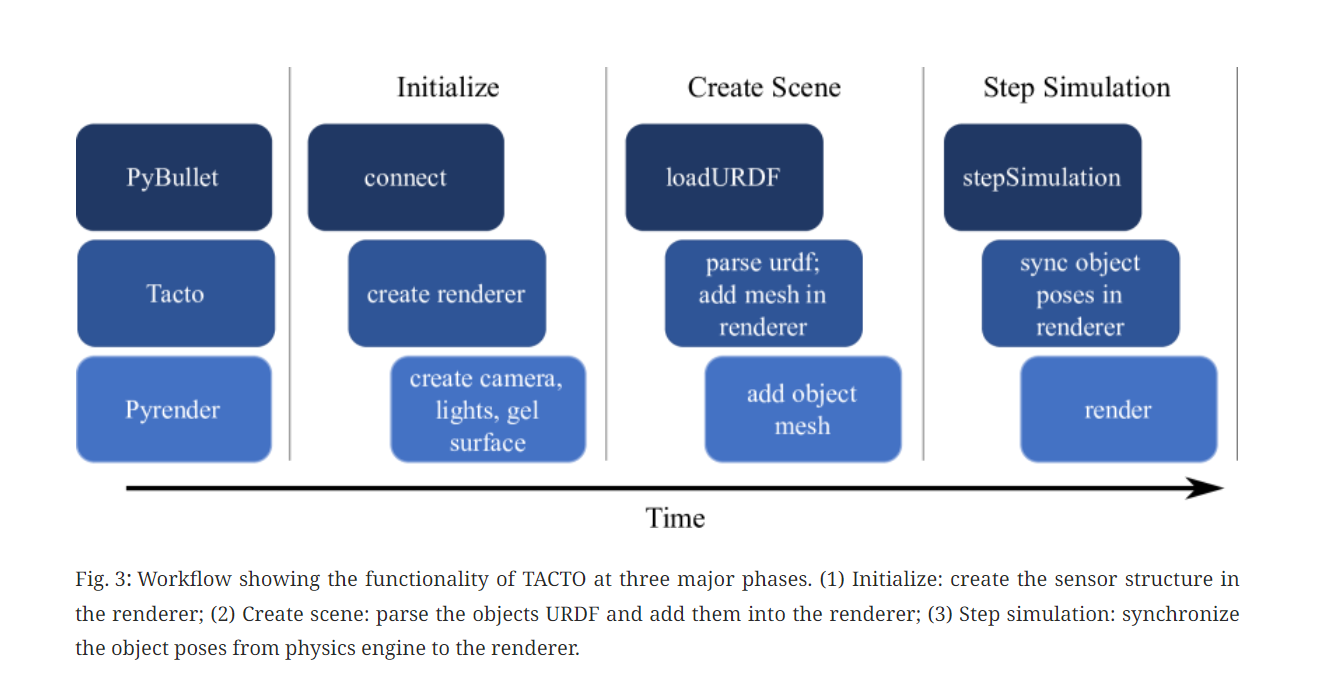 Initialize
Create Scene
Step Simulation
PyBullet
connect
loadURDF
stepSimulation
Tacto
create renderer
parse urdf;
add mesh in
renderer
sync object
poses in
renderer
Pyrender
create camera,
lights, gel
surface
add object
mesh
render
Time
Fig. 3: Workflow showing the functionality of TACTO at three major phases. (1) Initialize: create the sensor structure in
the renderer; (2) Create scene: parse the objects URDF and add them into the renderer; (3) Step simulation: synchronize
the object poses from physics engine to the renderer.